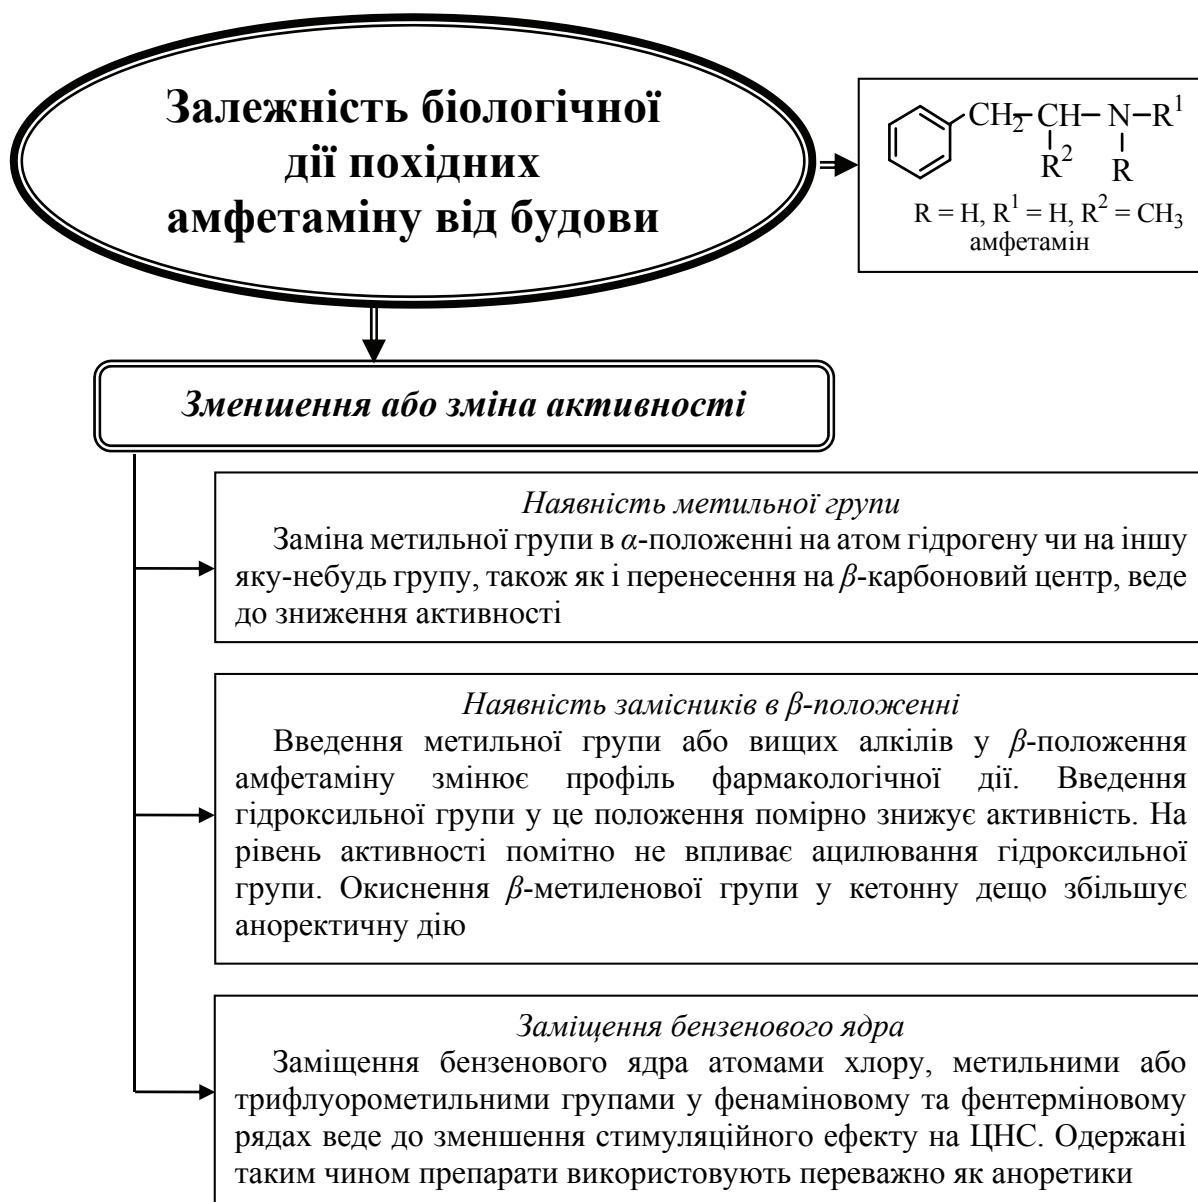 Залежність біологічної
дії похідних
амфетаміну від будови
CH₂—CH—N—R¹
R² R
R = H, R¹ = H, R² = CH₃
амфетамін
Зменшення або зміна активності
Наявність метильної групи
Заміна метильної групи в α-положенні на атом гідрогену чи на іншу
яку-небудь групу, також як і перенесення на β-карбоновий центр, веде
до зниження активності
Наявність замісників в β-положенні
Введення метильної групи або вищих алкілів у β-положення
амфетаміну змінює профіль фармакологічної дії. Введення
гідроксильної групи у це положення помірно знижує активність. На
рівень активності помітно не впливає ацилювання гідроксильної
групи. Окиснення β-метиленової групи у кетонну дещо збільшує
аноректичну дію
Заміщення бензенового ядра
Заміщення бензенового ядра атомами хлору, метильними або
трифлуорометильними групами у фенаміновому та фентерміновому
рядах веде до зменшення стимуляційного ефекту на ЦНС. Одержані
таким чином препарати використовують переважно як аноретики